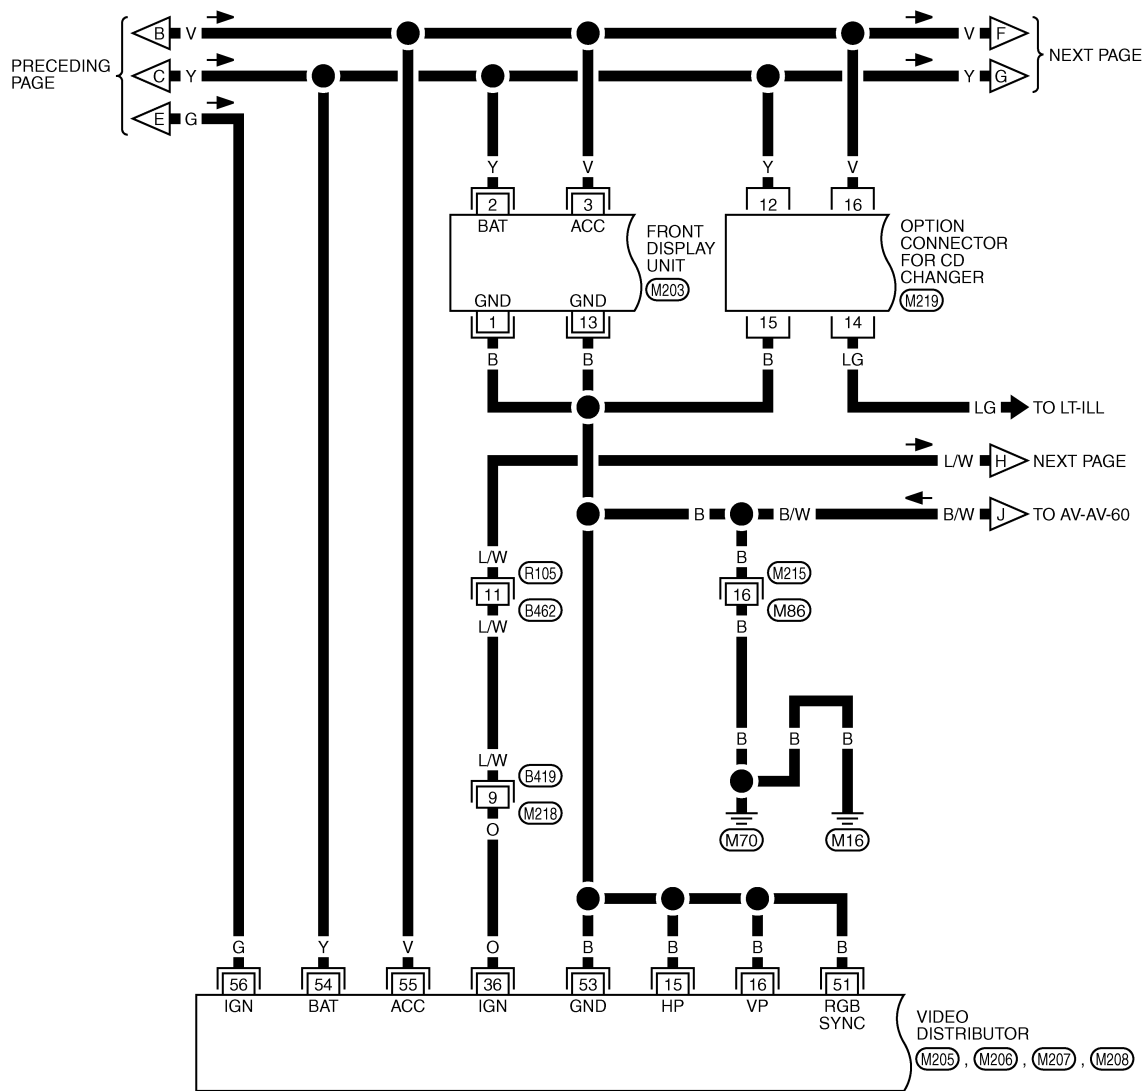 B V V F
PRECEDING
PAGE
C Y Y G
NEXT PAGE
E G
Y V Y V
2 3 12 16
BAT ACC
FRONT
DISPLAY
UNIT
M203
OPTION
CONNECTOR
FOR CD
CHANGER
M219
GND GND
1 13 15 14
B B B LG
LG TO LT-ILL
L/W H NEXT PAGE
B B/W B/W J TO AV-AV-60
L/W R105 B M215
11 16
B462 M86
L/W B
B B B
L/W B419
9
M218
O
M70 M16
G Y V O B B B B
56 54 55 36 53 15 16 51
IGN BAT ACC IGN GND HP VP RGB
SYNC
VIDEO
DISTRIBUTOR
M205 , M206 , M207 , M208